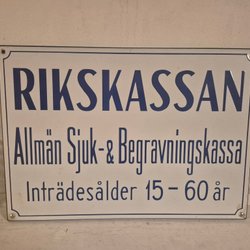 RIKSKASSAN
Allmän Sjuk-& Begravningskassa
Inträdesålder 15-60 år